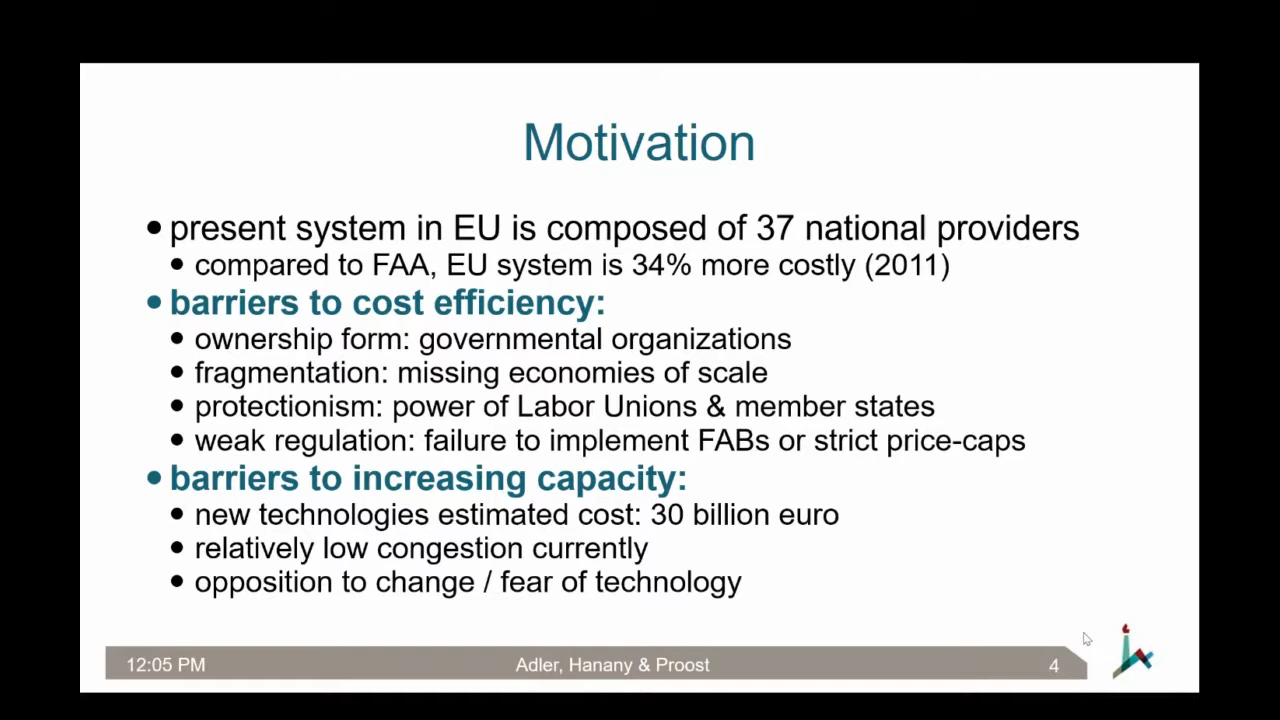 Motivation
• present system in EU is composed of 37 national providers
• compared to FAA, EU system is 34% more costly (2011)
• barriers to cost efficiency:
• ownership form: governmental organizations
• fragmentation: missing economies of scale
• protectionism: power of Labor Unions & member states
• weak regulation: failure to implement FABs or strict price-caps
• barriers to increasing capacity:
• new technologies estimated cost: 30 billion euro
• relatively low congestion currently
• opposition to change / fear of technology
12:05 PM Adler, Hanany & Proost 4